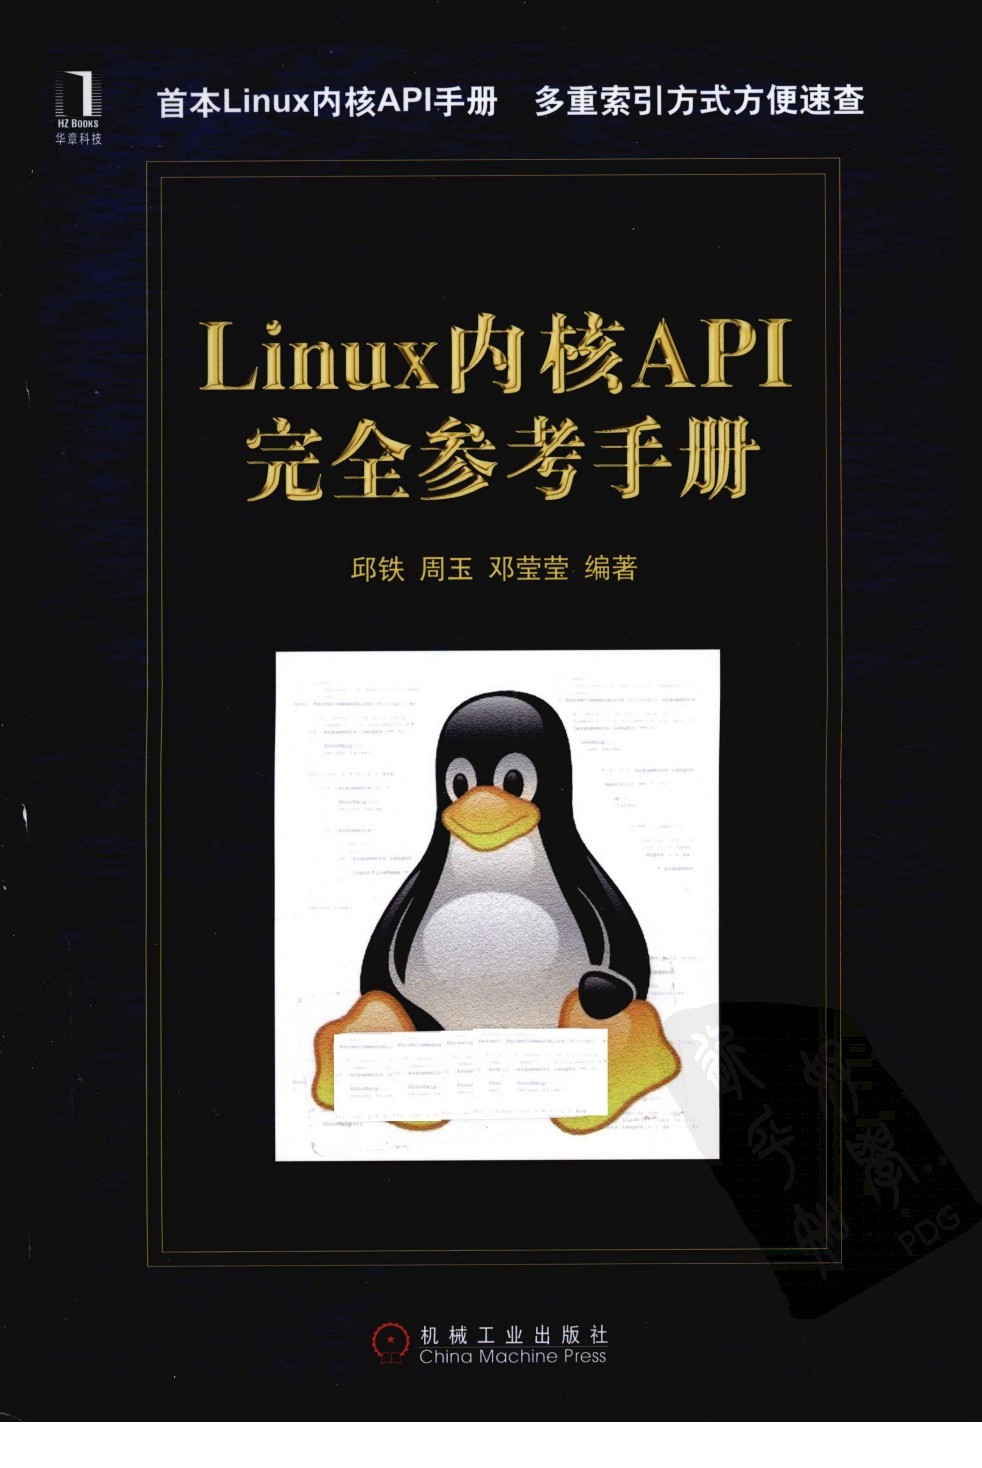 首本Linux内核API手册 多重索引方式方便速查
HZ BOOKS
华章科技
Linux内核API
完全参考手册
邱铁 周玉 邓莹莹 编著
机械工业出版社
China Machine Press
PDG